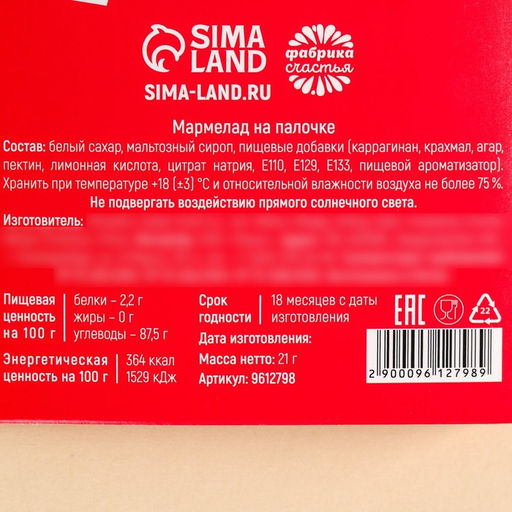 SIMA
LAND
фабрика
счастья
SIMA-LAND.RU
Мармелад на палочке
Состав: белый сахар, мальтозный сироп, пищевые добавки (каррагинан, крахмал, агар,
пектин, лимонная кислота, цитрат натрия, Е110, Е129, Е133, пищевой ароматизатор).
Хранить при температуре +18 (±3) °С и относительной влажности воздуха не более 75 %.
Не подвергать воздействию прямого солнечного света.
Изготовитель:
Пищевая
ценность
на 100 г
белки – 2,2 г
жиры – 0 г
углеводы – 87,5 г
Энергетическая
ценность на 100 г
364 ккал
1529 кДж
Срок
годности
18 месяцев с даты
изготовления
Дата изготовления:
Масса нетто: 21 г
Артикул: 9612798
EAC
22
2 900096 127989